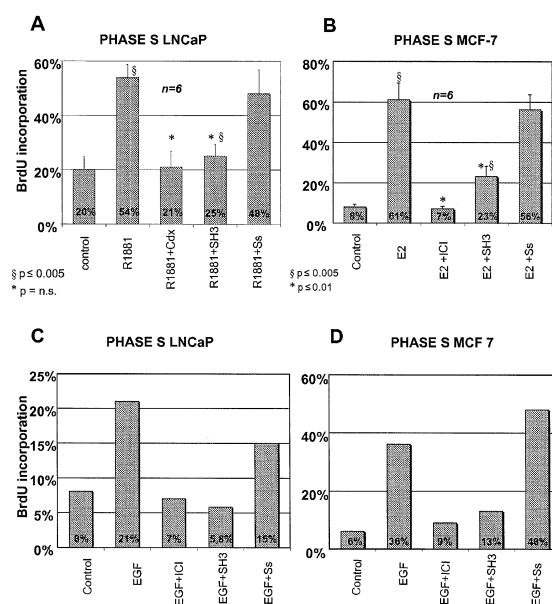 A
PHASE S LNCaP
BrdU incorporation
60%
40%
20%
0%
n=6
§
*
* §
20%
54%
21%
25%
48%
control
R1881
R1881+Cdx
R1881+SH3
R1881+Ss
§ p≤ 0.005
* p = n.s.
B
PHASE S MCF-7
80%
60%
40%
20%
0%
n=6
§
*
* §
8%
61%
7%
23%
56%
Control
E2
E2 +ICI
E2 +SH3
E2 +Ss
§ p≤ 0.005
* p≤ 0.01
C
PHASE S LNCaP
BrdU incorporation
25%
20%
15%
10%
5%
0%
8%
21%
7%
5,8%
15%
Control
EGF
EGF+ICI
EGF+SH3
EGF+Ss
D
PHASE S MCF 7
60%
40%
20%
0%
6%
36%
9%
13%
48%
Control
EGF
EGF+ICI
EGF+SH3
EGF+Ss